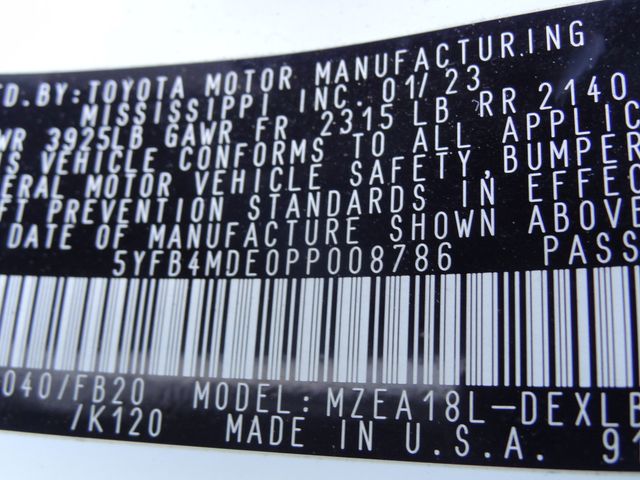 FD.BY:TOYOTA MOTOR MANUFACTURING
MISSISSIPPI INC. 01/23
WR 3925LB GAWR FR 2315 LB RR 2140
S VEHICLE CONFORMS TO ALL APPLIC
ERAL MOTOR VEHICLE SAFETY,BUMPER
FT PREVENTION STANDARDS IN EFFEC
DATE OF MANUFACTURE SHOWN ABOVE
5YFB4MDE0PP008786 PASS
040/FB20 MODEL: MZEA18L-DEXLB
/K120 MADE IN U.S.A. 91